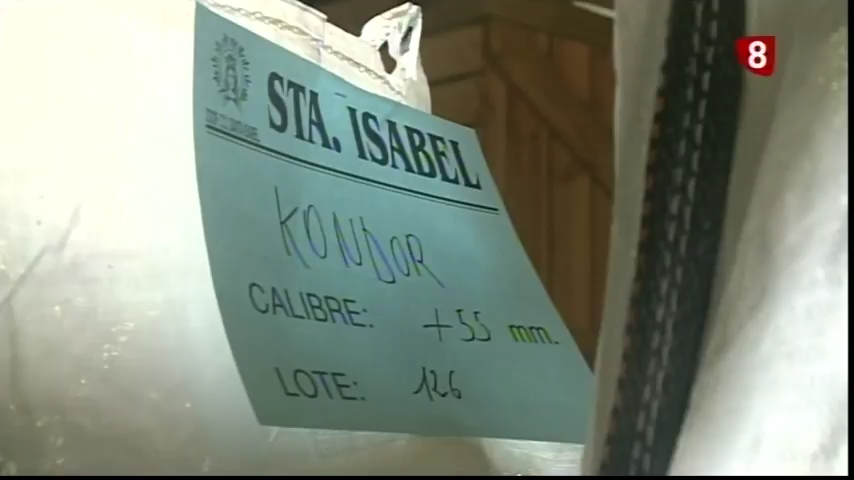 8
STA. ISABEL
KONDOR
CALIBRE: +55 mm.
LOTE: 126